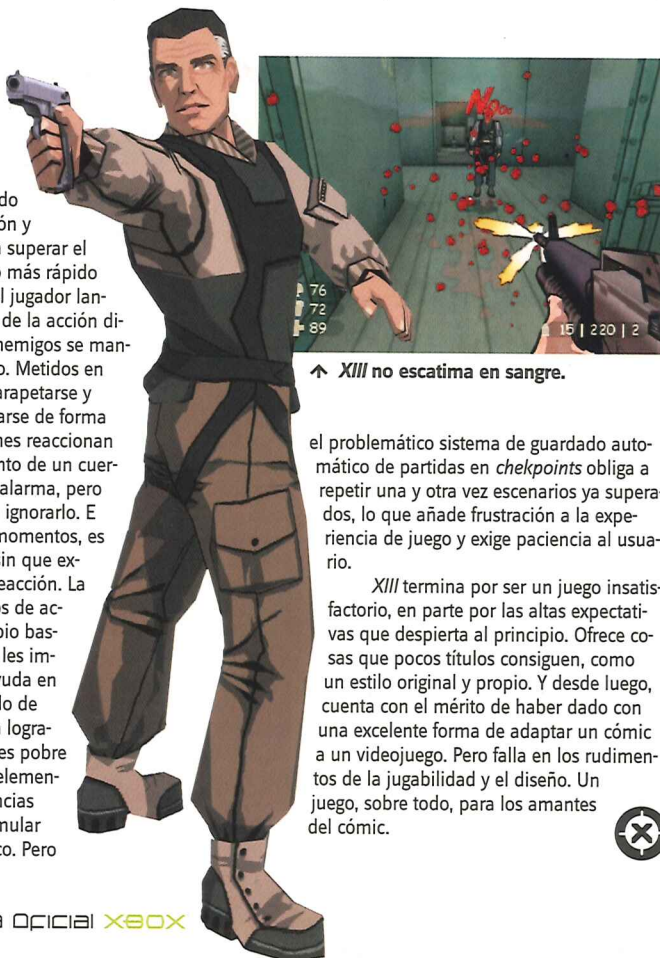 do
ón y
a superar el
o más rápido
l jugador lan-
de la acción di-
nemigos se man-
o. Metidos en
arapetarse y
arse de forma
nes reaccionan
nto de un cuer-
alarma, pero
ignorarlo. E
momentos, es
sin que ex-
eacción. La
os de ac-
pio bas-
les im-
uda en
lo de
logra-
es pobre
elemen-
ncias
mular
co. Pero
76
72
89
15 | 220 | 2
↑ XIII no escatima en sangre.
el problemático sistema de guardado auto-
mático de partidas en chekpoints obliga a
repetir una y otra vez escenarios ya supera-
dos, lo que añade frustración a la expe-
riencia de juego y exige paciencia al usua-
rio.
XIII termina por ser un juego insatis-
factorio, en parte por las altas expectati-
vas que despierta al principio. Ofrece co-
sas que pocos títulos consiguen, como
un estilo original y propio. Y desde luego,
cuenta con el mérito de haber dado con
una excelente forma de adaptar un cómic
a un videojuego. Pero falla en los rudimen-
tos de la jugabilidad y el diseño. Un
juego, sobre todo, para los amantes
del cómic.
a Oficial XBOX